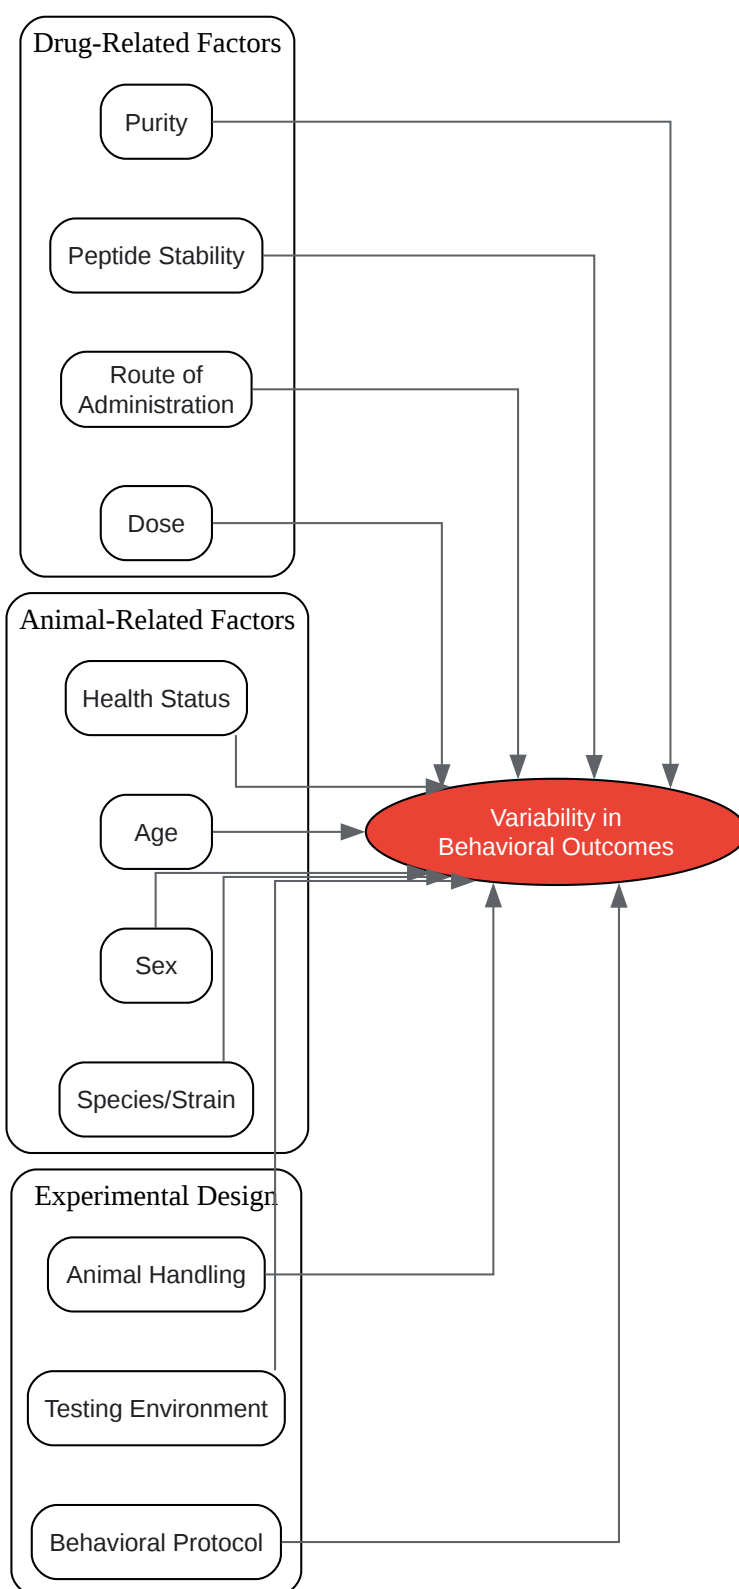 Drug-Related Factors
Purity
Peptide Stability
Route of
Administration
Dose
Animal-Related Factors
Health Status
Age
Sex
Species/Strain
Variability in
Behavioral Outcomes
Experimental Design
Animal Handling
Testing Environment
Behavioral Protocol